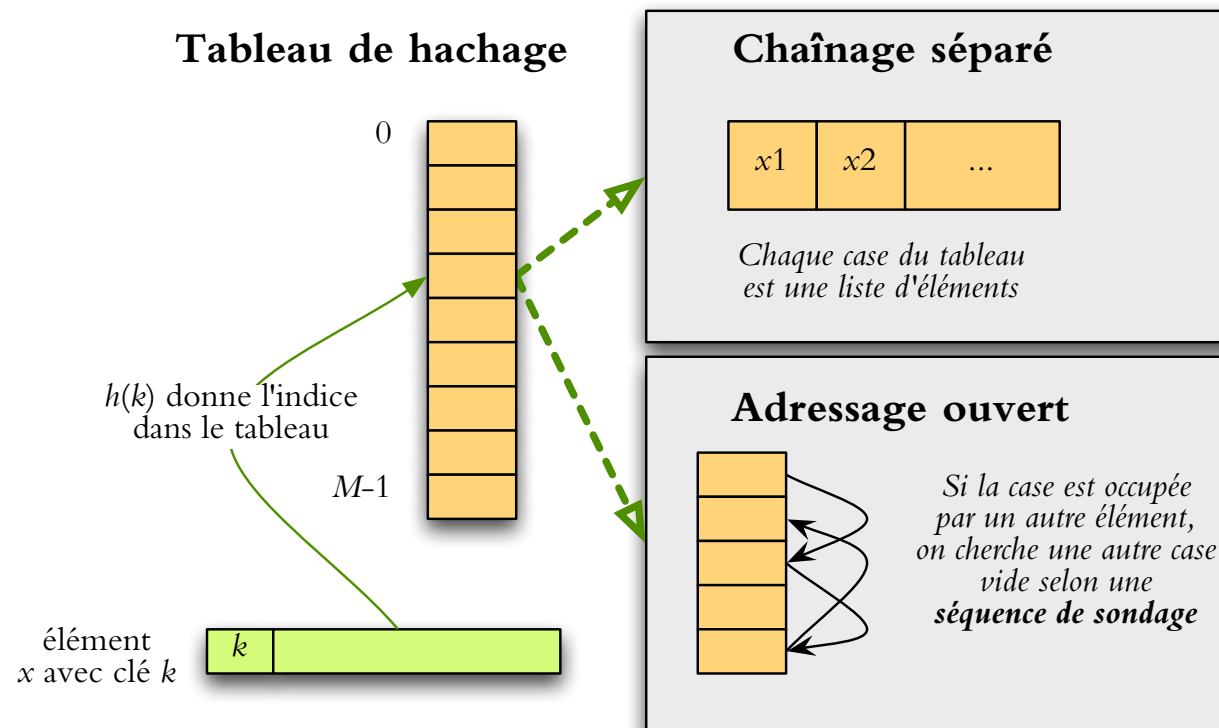 Tableau de hachage
0
M-1
h(k) donne l'indice
dans le tableau
élément
x avec clé k
k
Chaînage séparé
x1 x2 ...
Chaque case du tableau
est une liste d'éléments
Adressage ouvert
Si la case est occupée
par un autre élément,
on cherche une autre case
vide selon une
séquence de sondage